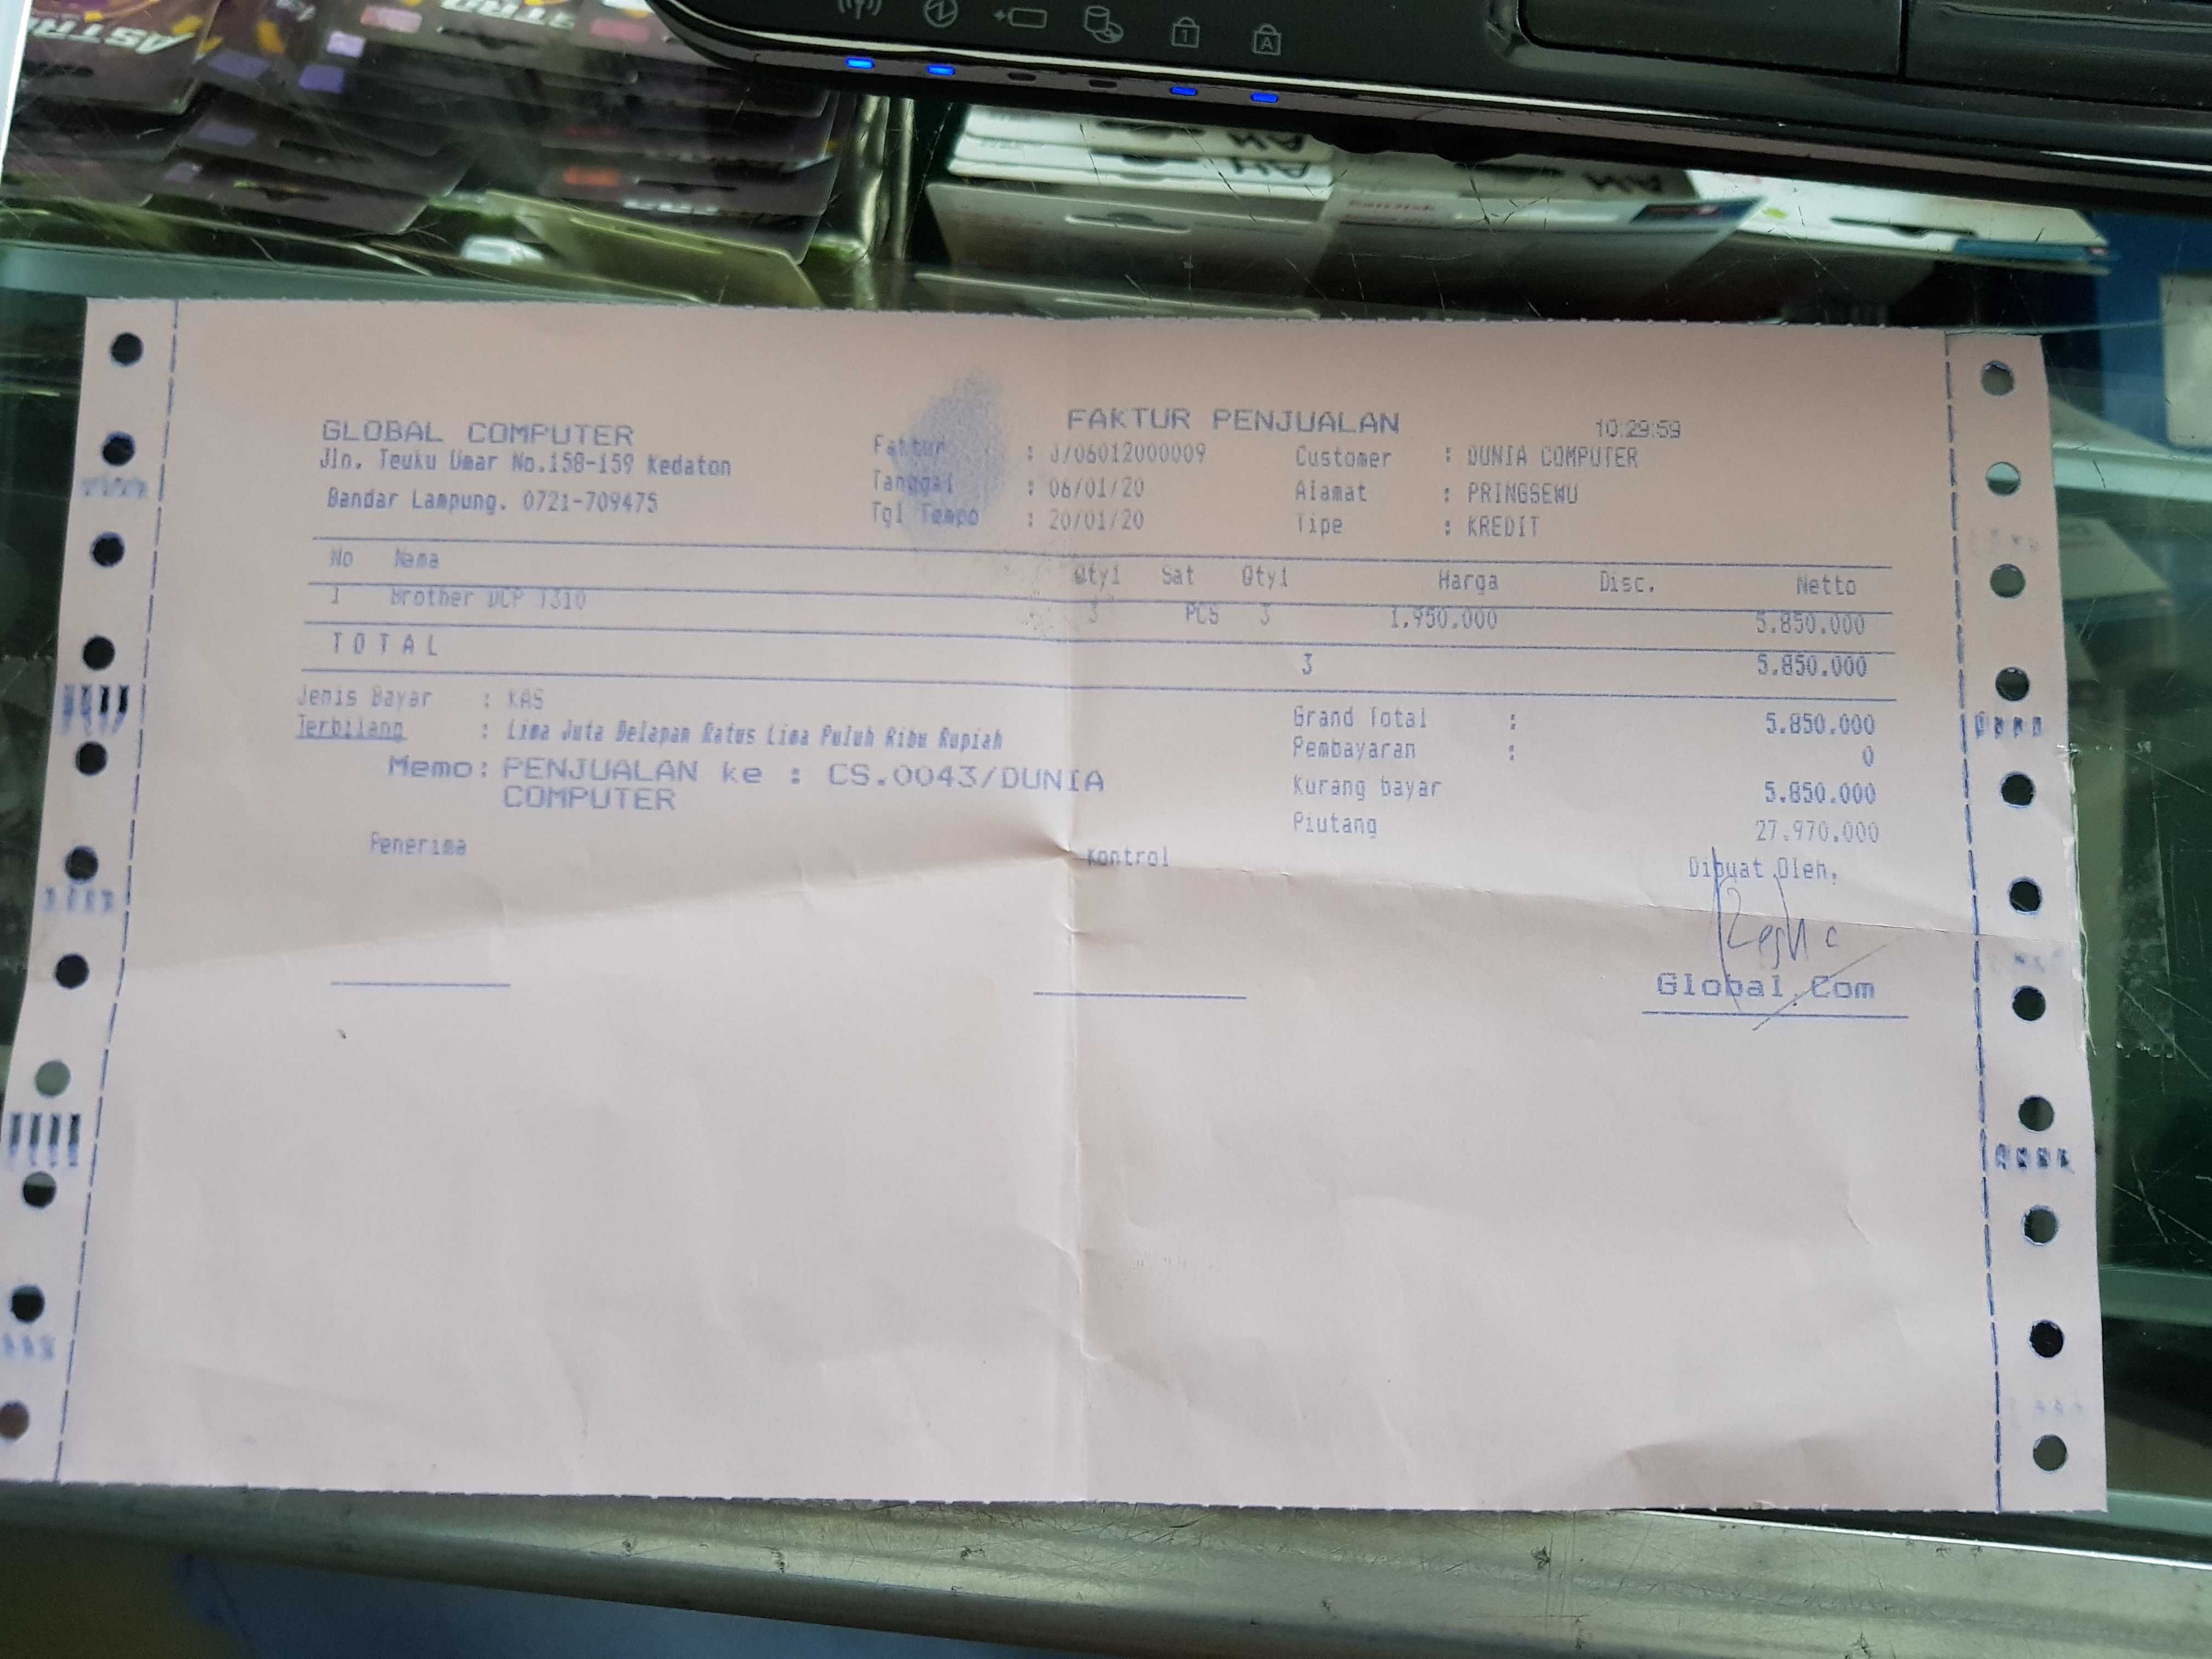 FAKTUR PENJUALAN 10:29:59
GLOBAL COMPUTER
Jln. Teuku Umar No.158-159 Kedaton
Bandar Lampung. 0721-709475
Faktur : J/06012000009
Tanggal : 06/01/20
Tgl Tempo : 20/01/20
Customer : DUNIA COMPUTER
Alamat : PRINGSEWU
Tipe : KREDIT
No Nama Qty1 Sat Qty1 Harga Disc. Netto
1 Brother DCP T310 3 PCS 3 1.950.000 5.850.000
T O T A L 3 5.850.000
Jenis Bayar : KAS
Terbilang : Lima Juta Delapan Ratus Lima Puluh Ribu Rupiah
Memo: PENJUALAN ke : CS.0043/DUNIA
COMPUTER
Grand Total : 5.850.000
Pembayaran : 0
Kurang bayar 5.850.000
Piutang 27.970.000
Penerima Kontrol Dibuat Oleh,
Global.Com